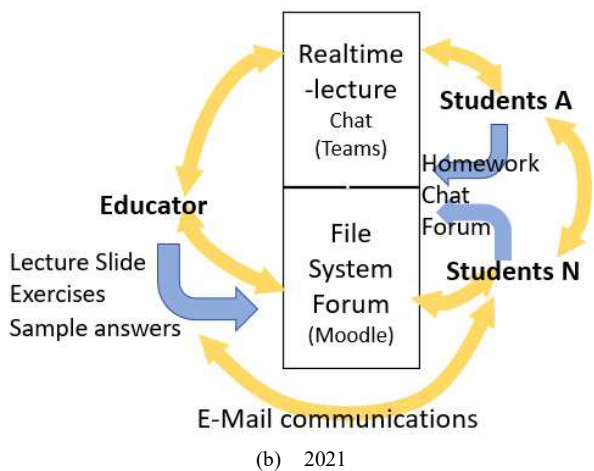 Realtime
-lecture
Chat
(Teams)
Students A
Homework
Chat
Forum
Educator
File
System
Forum
(Moodle)
Students N
Lecture Slide
Exercises
Sample answers
E-Mail communications
(b) 2021